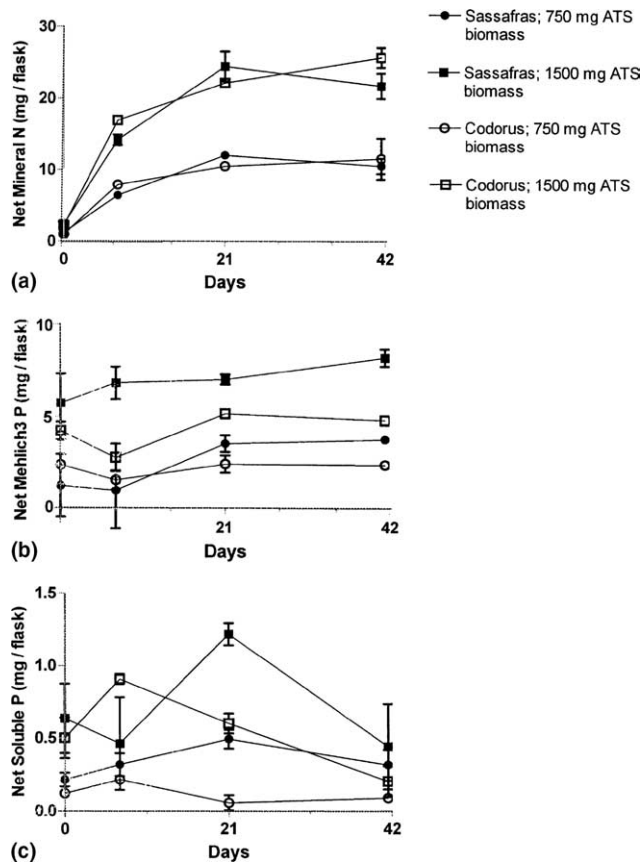 Net Mineral N (mg / flask)
30
20
10
0
0
21
42
Days
(a)
Sassafras; 750 mg ATS
biomass
Sassafras; 1500 mg ATS
biomass
Codorus; 750 mg ATS
biomass
Codorus; 1500 mg ATS
biomass
Net Mehlich3 P (mg / flask)
10
5
0
0
21
42
Days
(b)
Net Soluble P (mg / flask)
1.5
1.0
0.5
0.0
0
21
42
Days
(c)